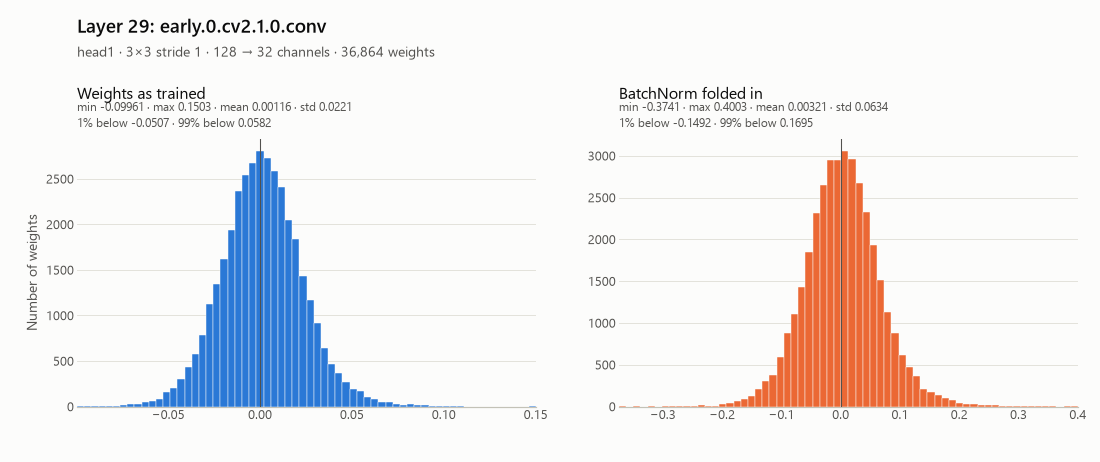 Layer 29: early.0.cv2.1.0.conv
head1 · 3×3 stride 1 · 128 → 32 channels · 36,864 weights
Weights as trained
min -0.09961 · max 0.1503 · mean 0.00116 · std 0.0221
1% below -0.0507 · 99% below 0.0582
Number of weights
2500
2000
1500
1000
500
0
−0.05
0.00
0.05
0.10
0.15
BatchNorm folded in
min -0.3741 · max 0.4003 · mean 0.00321 · std 0.0634
1% below -0.1492 · 99% below 0.1695
3000
2500
2000
1500
1000
500
0
−0.3
−0.2
−0.1
0.0
0.1
0.2
0.3
0.4